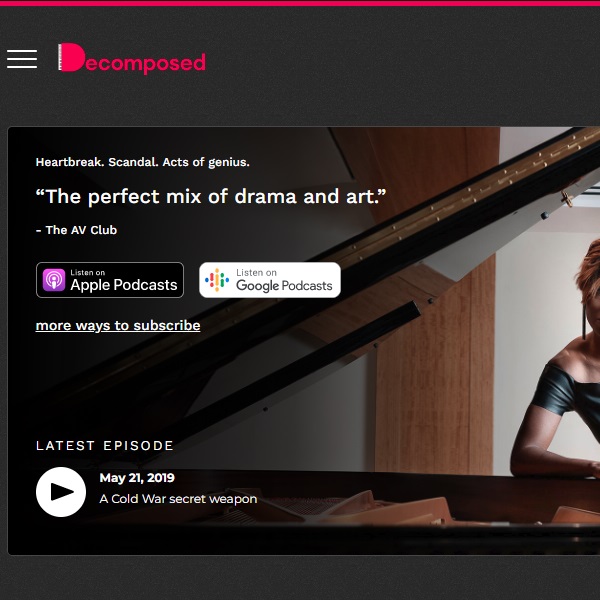 Decomposed
Heartbreak. Scandal. Acts of genius.
“The perfect mix of drama and art.”
- The AV Club
Listen on
Apple Podcasts
Listen on
Google Podcasts
more ways to subscribe
LATEST EPISODE
May 21, 2019
A Cold War secret weapon